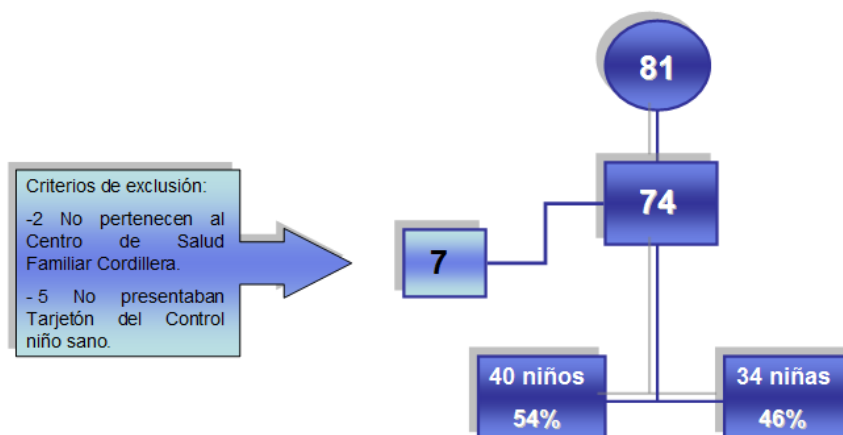 81
Criterios de exclusión:
-2 No pertenecen al
Centro de Salud
Familiar Cordillera.
- 5 No presentaban
Tarjetón del Control
niño sano.
74
7
40 niños
54%
34 niñas
46%